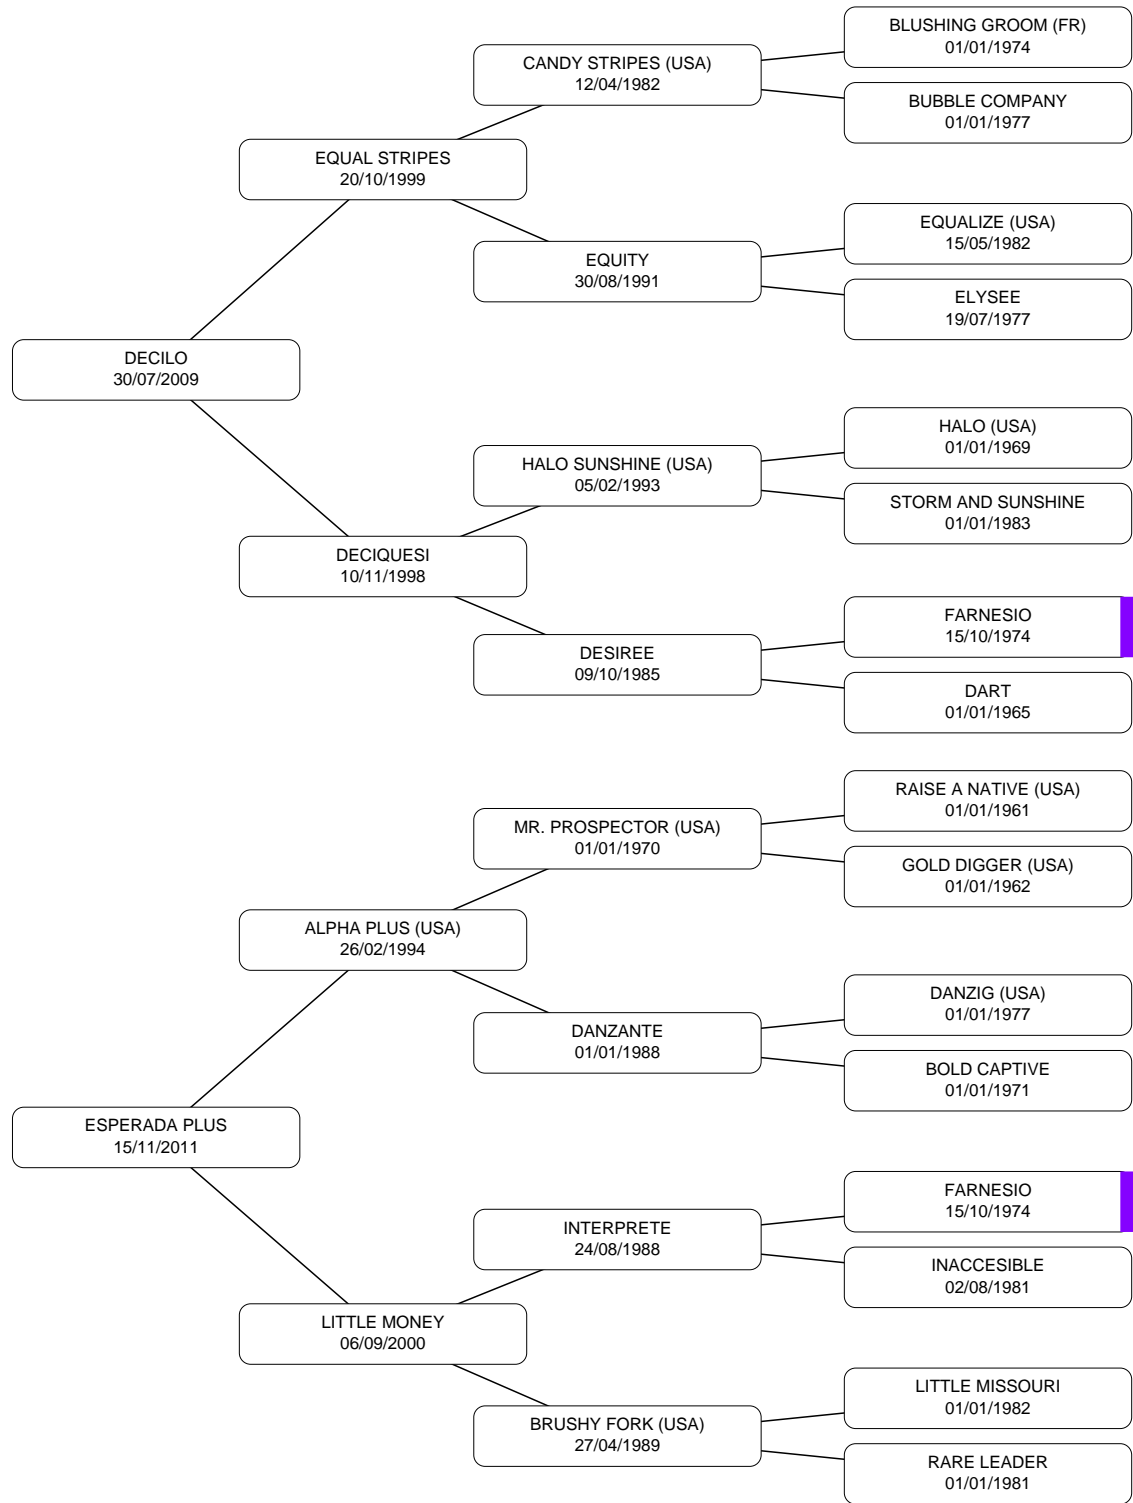 BLUSHING GROOM (FR)
01/01/1974
CANDY STRIPES (USA)
12/04/1982
BUBBLE COMPANY
01/01/1977
EQUAL STRIPES
20/10/1999
EQUALIZE (USA)
15/05/1982
EQUITY
30/08/1991
ELYSEE
19/07/1977
DECILO
30/07/2009
HALO (USA)
01/01/1969
HALO SUNSHINE (USA)
05/02/1993
STORM AND SUNSHINE
01/01/1983
DECIQUESI
10/11/1998
FARNESIO
15/10/1974
DESIREE
09/10/1985
DART
01/01/1965
RAISE A NATIVE (USA)
01/01/1961
MR. PROSPECTOR (USA)
01/01/1970
GOLD DIGGER (USA)
01/01/1962
ALPHA PLUS (USA)
26/02/1994
DANZIG (USA)
01/01/1977
DANZANTE
01/01/1988
BOLD CAPTIVE
01/01/1971
ESPERADA PLUS
15/11/2011
FARNESIO
15/10/1974
INTERPRETE
24/08/1988
INACCESIBLE
02/08/1981
LITTLE MONEY
06/09/2000
LITTLE MISSOURI
01/01/1982
BRUSHY FORK (USA)
27/04/1989
RARE LEADER
01/01/1981